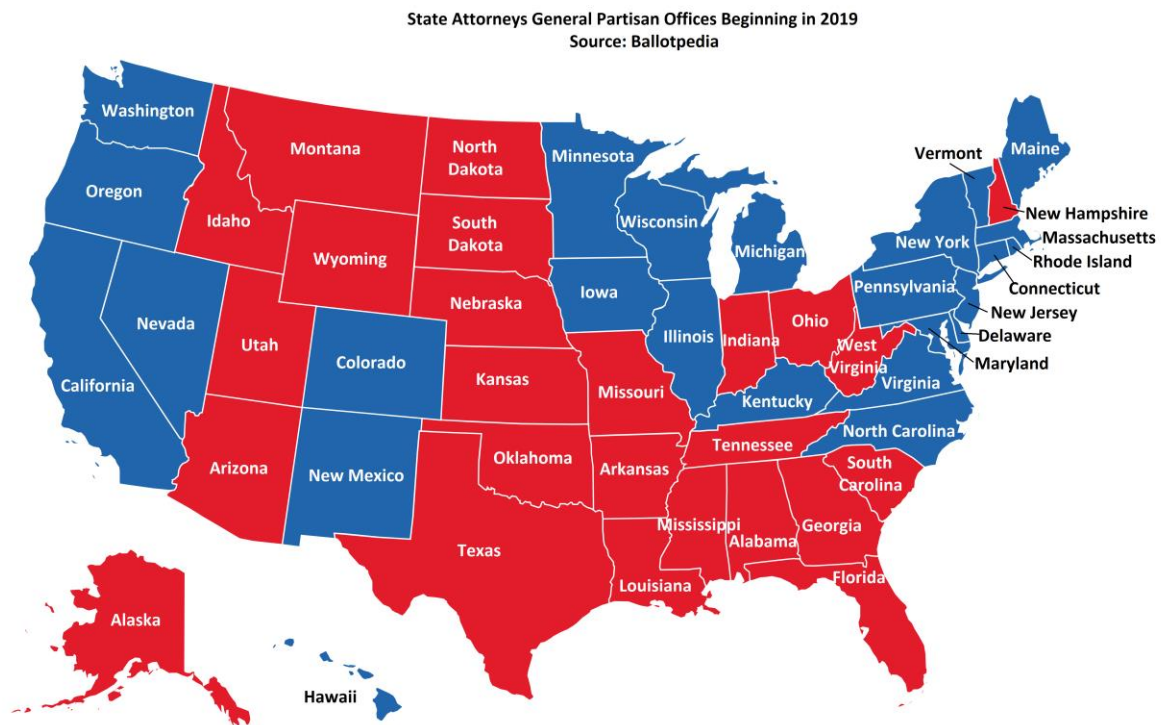 State Attorneys General Partisan Offices Beginning in 2019
Source: Ballotpedia
Washington
Montana
North
Dakota
Minnesota
Vermont
Maine
Oregon
Idaho
South
Dakota
Wisconsin
Michigan
New York
New Hampshire
Massachusetts
Rhode Island
Connecticut
Wyoming
Nebraska
Iowa
Pennsylvania
New Jersey
Delaware
Maryland
Nevada
Utah
Colorado
Kansas
Missouri
Illinois
Indiana
Ohio
West
Virginia
Virginia
California
Kentucky
North Carolina
Arizona
New Mexico
Oklahoma
Arkansas
Tennessee
South
Carolina
Texas
Louisiana
Mississippi
Alabama
Georgia
Florida
Alaska
Hawaii